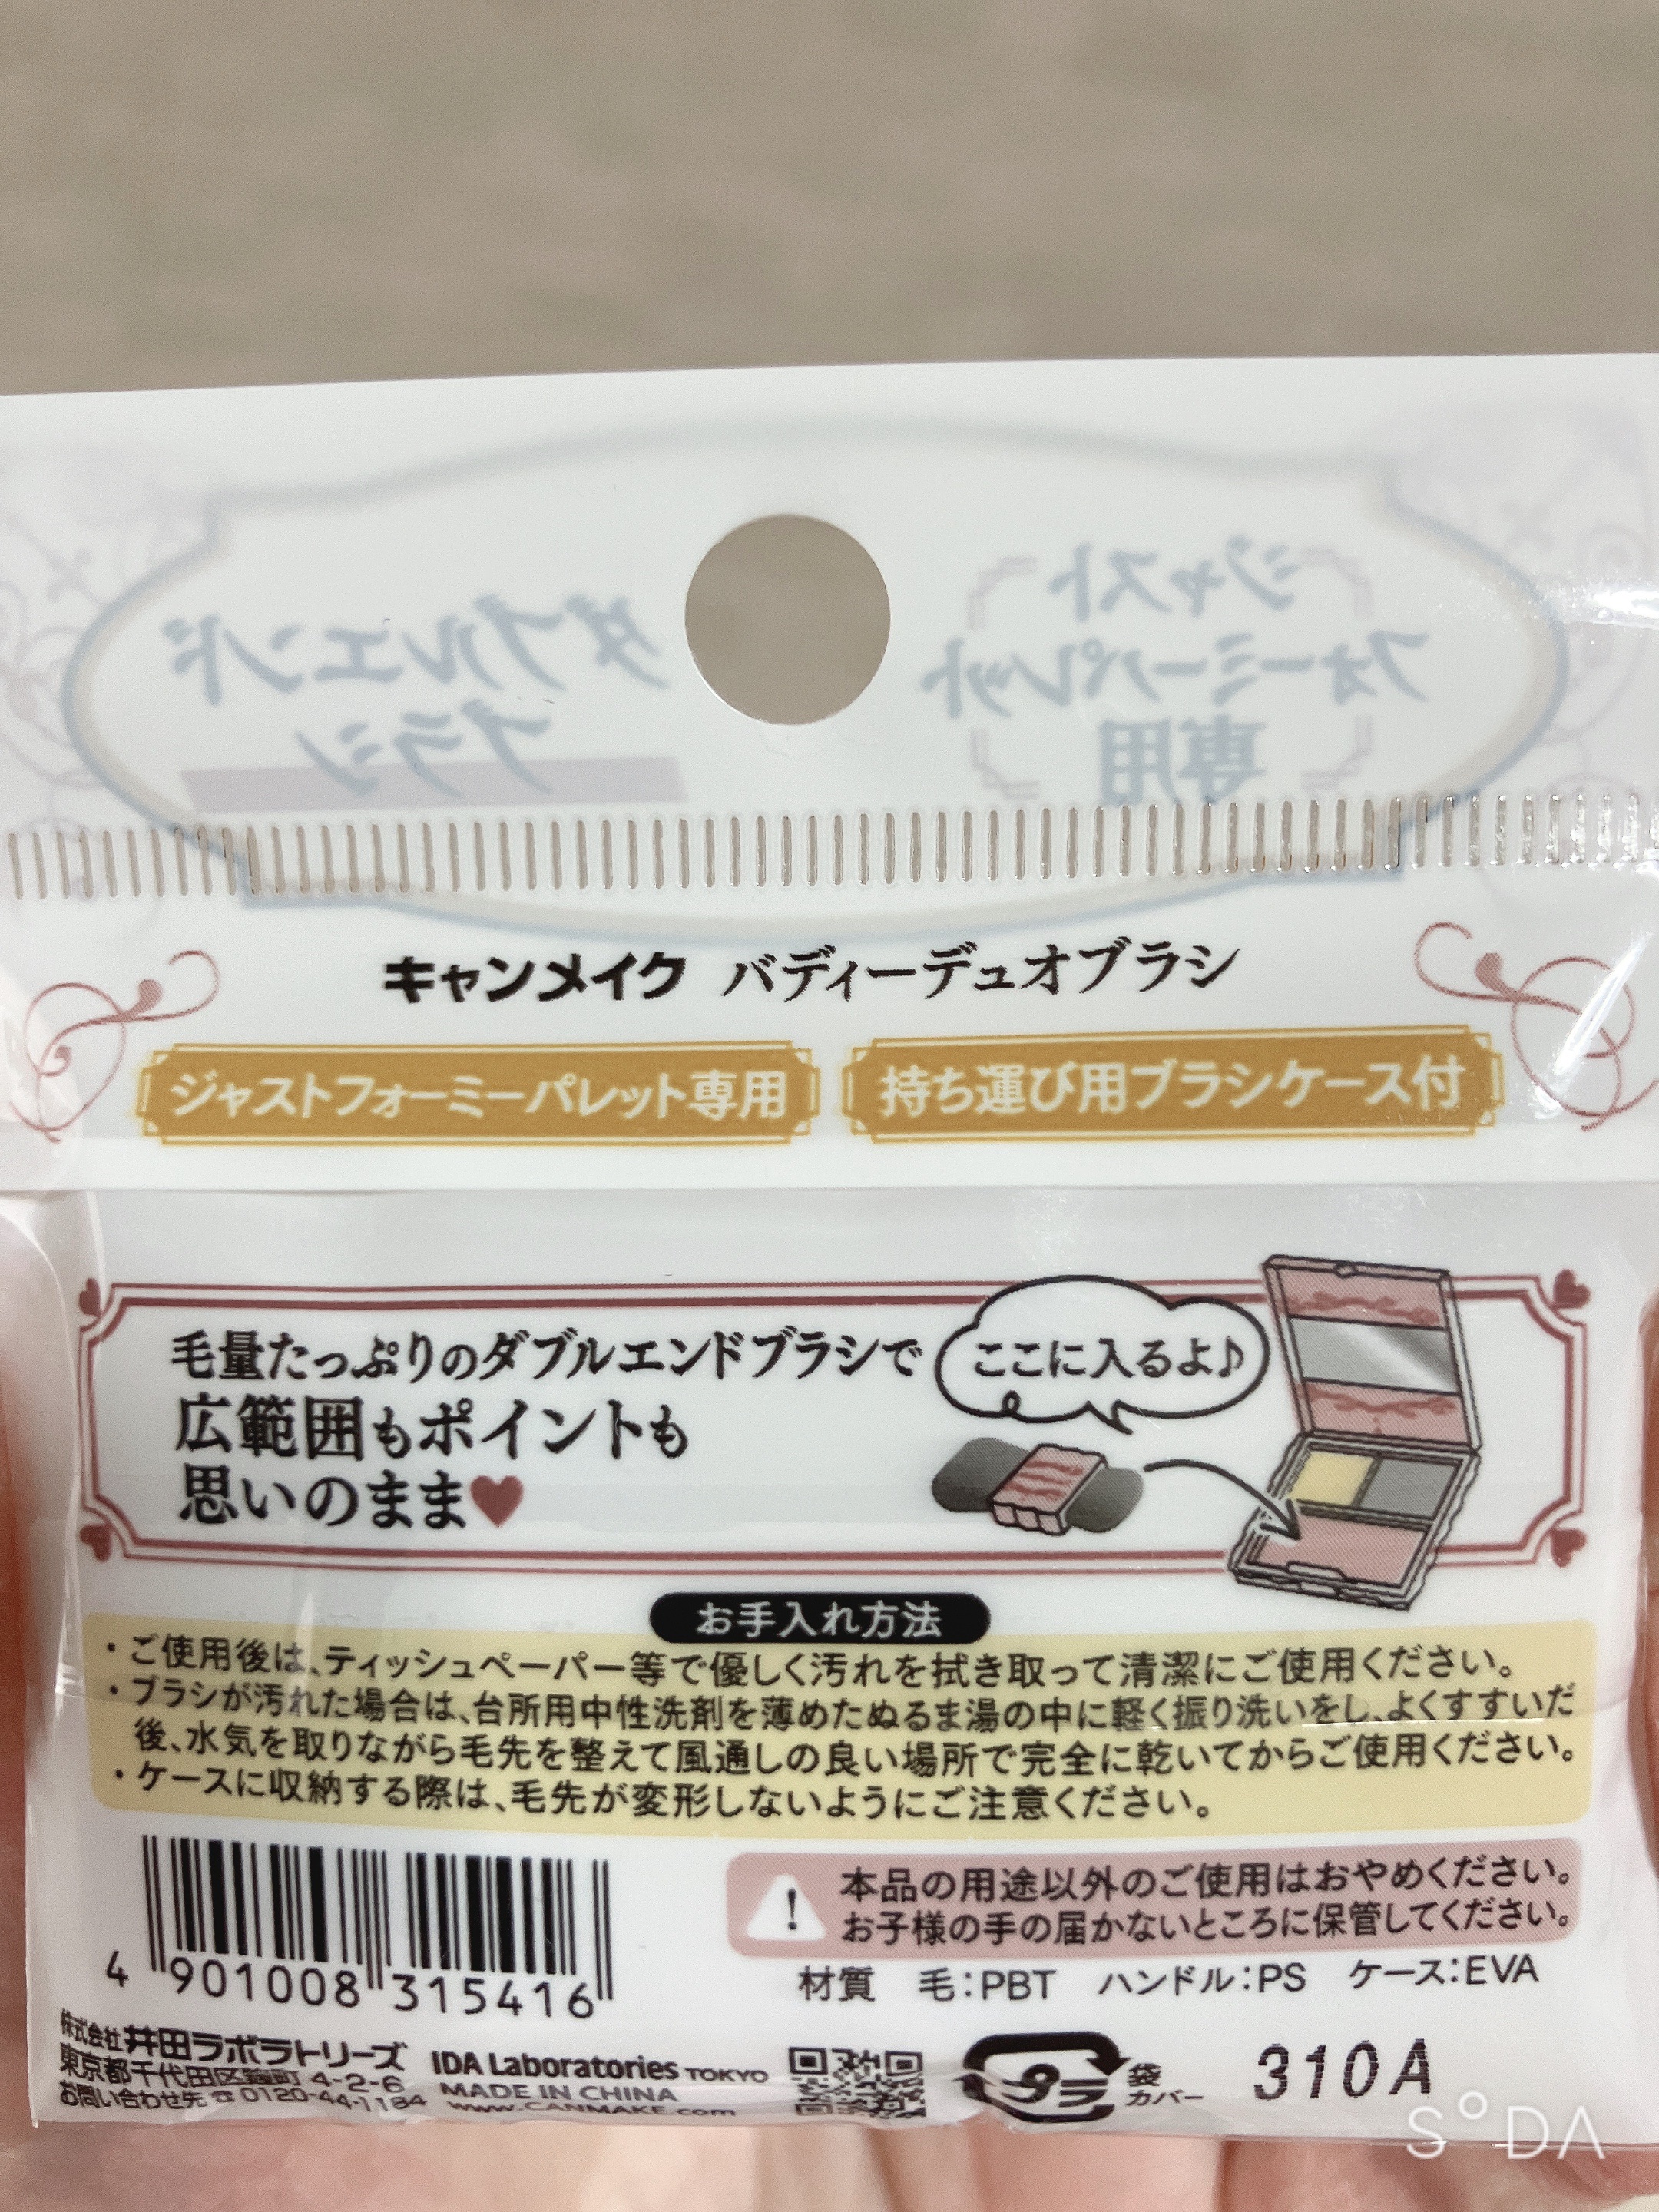 ジャスト
フォーミーパレット
専用
ダブルエンド
ブラシ
キャンメイク バディーデュオブラシ
ジャストフォーミーパレット専用 持ち運び用ブラシケース付
毛量たっぷりのダブルエンドブラシで
広範囲もポイントも
思いのまま♥
ここに入るよ♪
お手入れ方法
・ご使用後は、ティッシュペーパー等で優しく汚れを拭き取って清潔にご使用ください。
・ブラシが汚れた場合は、台所用中性洗剤を薄めたぬるま湯の中に軽く振り洗いをし、よくすすいだ
後、水気を取りながら毛先を整えて風通しの良い場所で完全に乾いてからご使用ください。
・ケースに収納する際は、毛先が変形しないようにご注意ください。
本品の用途以外のご使用はおやめください。
お子様の手の届かないところに保管してください。
材質 毛:PBT ハンドル:PS ケース:EVA
4 901008 315416
株式会社 井田ラボラトリーズ
東京都千代田区麹町 4-2-6
お問い合わせ先 ☎ 0120-44-1184
IDA Laboratories TOKYO
MADE IN CHINA
www.CANMAKE.com
プラ
袋
カバー
310A
SODA